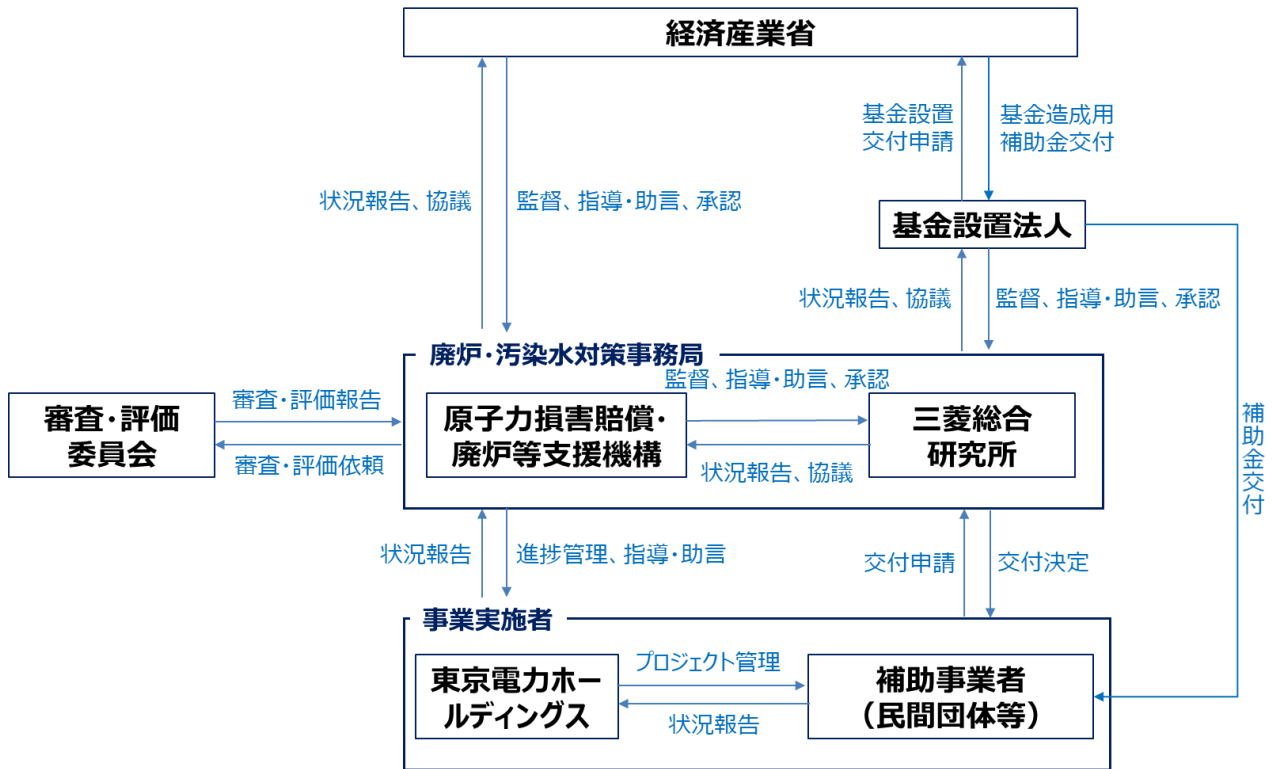 経済産業省
基金設置
交付申請
基金造成用
補助金交付
状況報告、協議
監督、指導・助言、承認
基金設置法人
状況報告、協議
監督、指導・助言、承認
廃炉・汚染水対策事務局
監督、指導・助言、承認
審査・評価
委員会
審査・評価報告
審査・評価依頼
原子力損害賠償・
廃炉等支援機構
三菱総合
研究所
状況報告、協議
補助金交付
状況報告
進捗管理、指導・助言
交付申請
交付決定
事業実施者
東京電力ホー
ルディングス
プロジェクト管理
状況報告
補助事業者
（民間団体等）